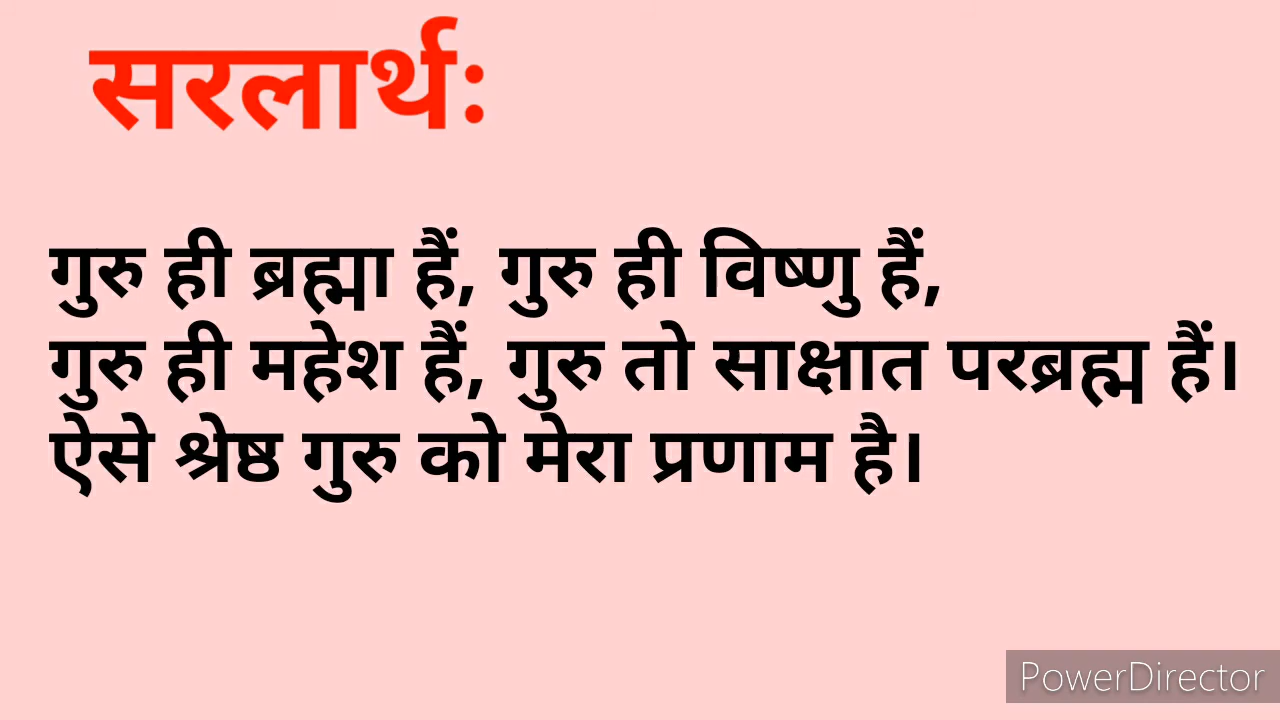 सरलार्थः
गुरु ही ब्रह्मा हैं, गुरु ही विष्णु हैं,
गुरु ही महेश हैं, गुरु तो साक्षात परब्रह्म हैं।
ऐसे श्रेष्ठ गुरु को मेरा प्रणाम है।
PowerDirector